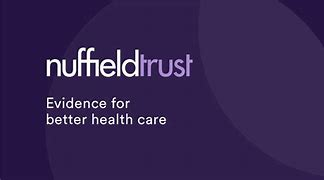 nuffieldtrust
Evidence for
better health care